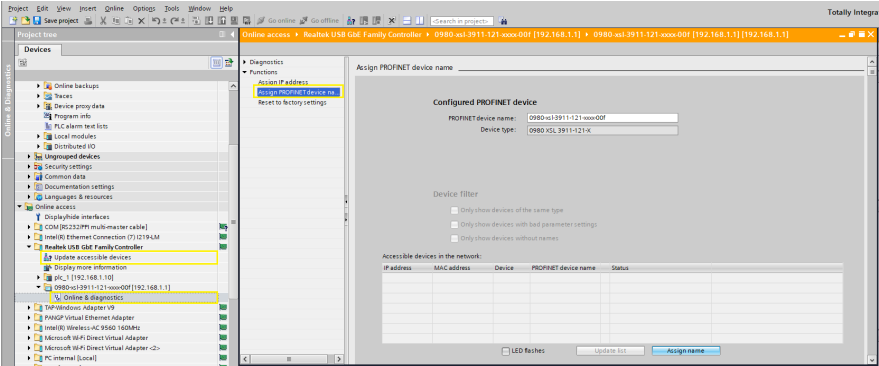 Project Edit View Insert Online Options Tools Window Help
Totally Integra
Save project
Go online Go offline
<Search in project>
Project tree
Online access Realtek USB GbE Family Controller 0980-xsl-3911-121-xxxx-00f [192.168.1.1] 0980-xsl-3911-121-xxxx-00f [192.168.1.1] [192.168.1.1]
Devices
Online & Diagnostics
Online backups
Traces
Device proxy data
Program info
PLC alarm text lists
Local modules
Distributed I/O
Ungrouped devices
Security settings
Common data
Documentation settings
Languages & resources
Online access
Display/hide interfaces
COM [RS232/PPI multi-master cable]
Intel(R) Ethernet Connection (7) I219-LM
Realtek USB GbE Family Controller
Update accessible devices
Display more information
plc_1 [192.168.1.10]
0980-xsl-3911-121-xxxx-00f [192.168.1.1]
Online & diagnostics
TAP-Windows Adapter V9
PANGP Virtual Ethernet Adapter
Intel(R) Wireless-AC 9560 160MHz
Microsoft Wi-Fi Direct Virtual Adapter
Microsoft Wi-Fi Direct Virtual Adapter <2>
PC internal [Local]
Diagnostics
Functions
Assign IP address
Assign PROFINET device na...
Reset to factory settings
Assign PROFINET device name
Configured PROFINET device
PROFINET device name: 0980-xsl-3911-121-xxxx-00f
Device type: 0980 XSL 3911-121-X
Device filter
Only show devices of the same type
Only show devices with bad parameter settings
Only show devices without names
Accessible devices in the network:
IP address MAC address Device PROFINET device name Status
LED flashes Update list Assign name